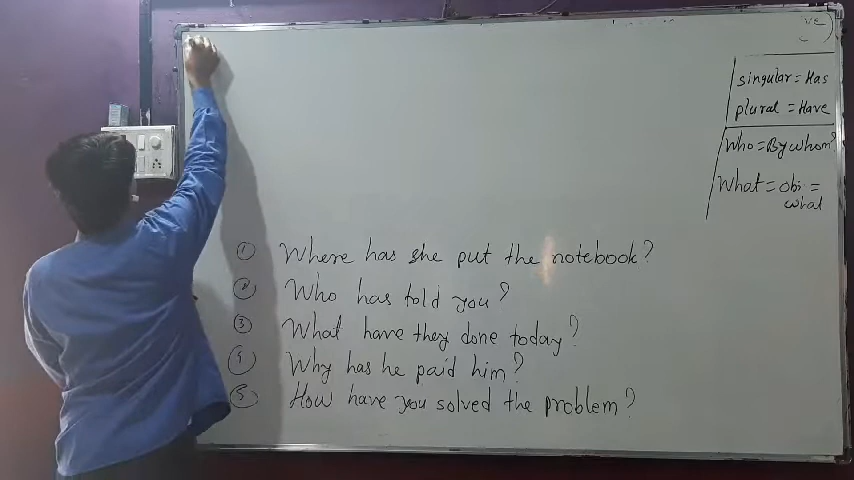 singular = Has
plural = Have
Who = By whom?
What = obj =
what
① Where has she put the notebook?
② Who has told you?
③ What have they done today?
④ Why has he paid him?
⑤ How have you solved the problem?